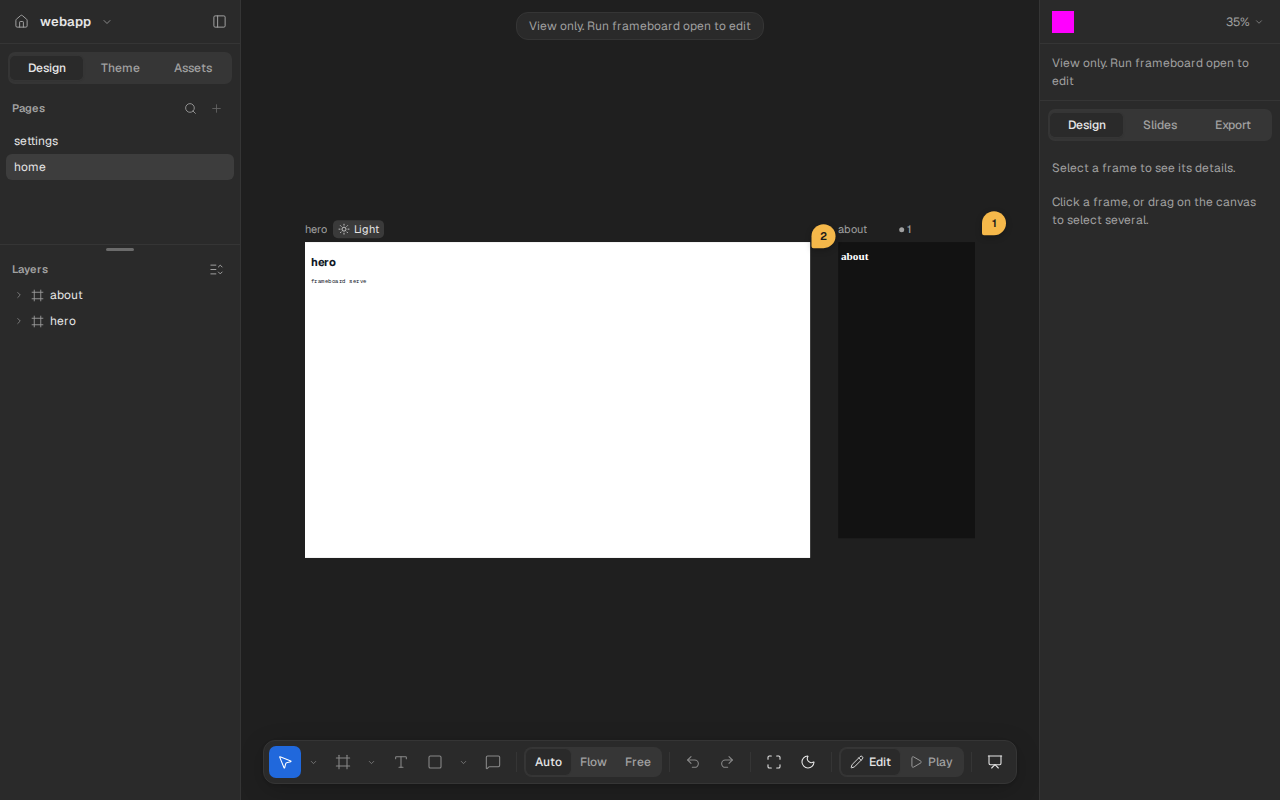 webapp
Design
Theme
Assets
Pages
settings
home
Layers
about
hero
View only. Run frameboard open to edit
hero
Light
2
about
1
1
hero
frameboard serve
about
Auto
Flow
Free
Edit
Play
35%
View only. Run frameboard open to
edit
Design
Slides
Export
Select a frame to see its details.
Click a frame, or drag on the canvas
to select several.